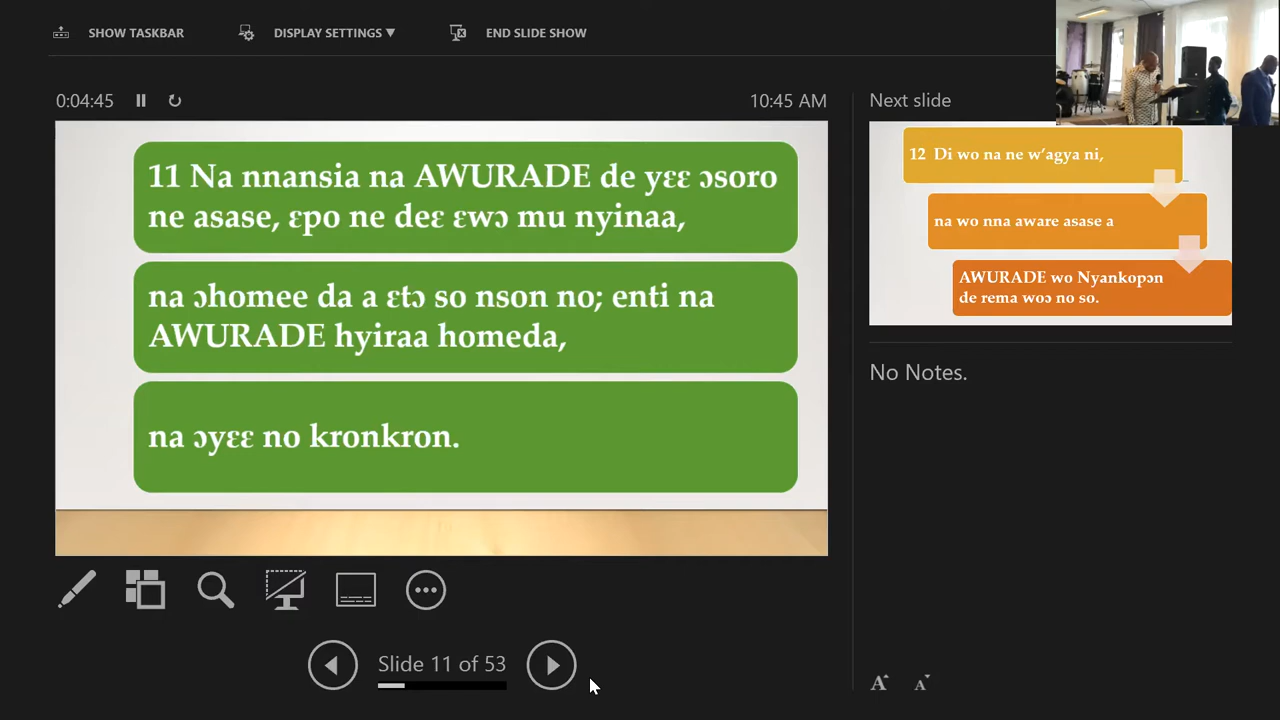 SHOW TASKBAR
DISPLAY SETTINGS ▼
END SLIDE SHOW
0:04:45
10:45 AM
11 Na nnansia na AWURADE de yɛɛ ɔsoro
ne asase, ɛpo ne deɛ ɛwɔ mu nyinaa,
na ɔhomee da a ɛtɔ so nson no; enti na
AWURADE hyiraa homeda,
na ɔyɛɛ no kronkron.
Slide 11 of 53
Next slide
12 Di wo na ne w'agya ni,
na wo nna aware asase a
AWURADE wo Nyankopɔn
de rema woɔ no so.
No Notes.
A A